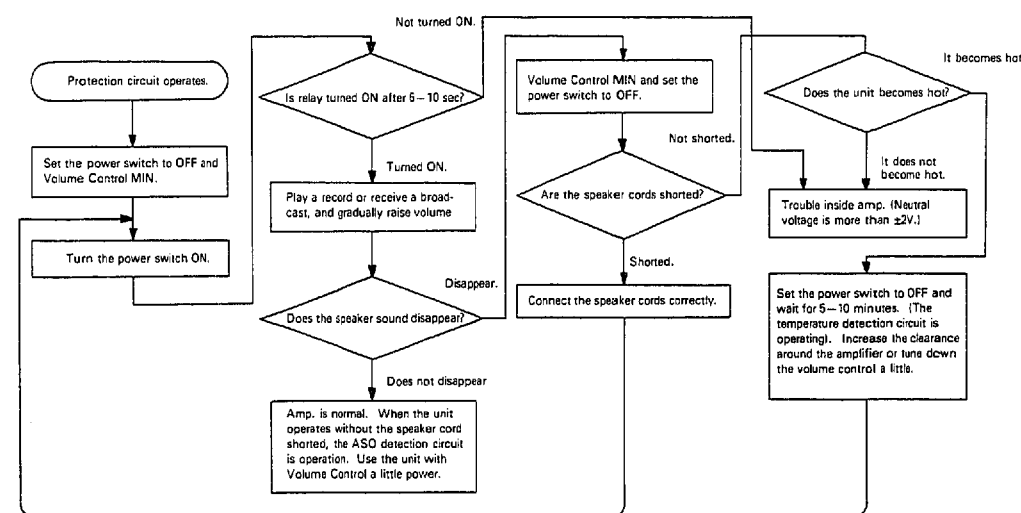 Protection circuit operates.
Set the power switch to OFF and
Volume Control MIN.
Turn the power switch ON.
Not turned ON.
Is relay turned ON after 6–10 sec?
Turned ON.
Play a record or receive a broad-
cast, and gradually raise volume
Disappear.
Does the speaker sound disappear?
Does not disappear
Amp. is normal. When the unit
operates without the speaker cord
shorted, the ASO detection circuit
is operation. Use the unit with
Volume Control a little power.
Volume Control MIN and set the
power switch to OFF.
Not shorted.
Are the speaker cords shorted?
Shorted.
Connect the speaker cords correctly.
It becomes hot
Does the unit becomes hot?
It does not
become hot.
Trouble inside amp. (Neutral
voltage is more than ±2V.)
Set the power switch to OFF and
wait for 5–10 minutes. (The
temperature detection circuit is
operating). Increase the clearance
around the amplifier or tune down
the volume control a little.